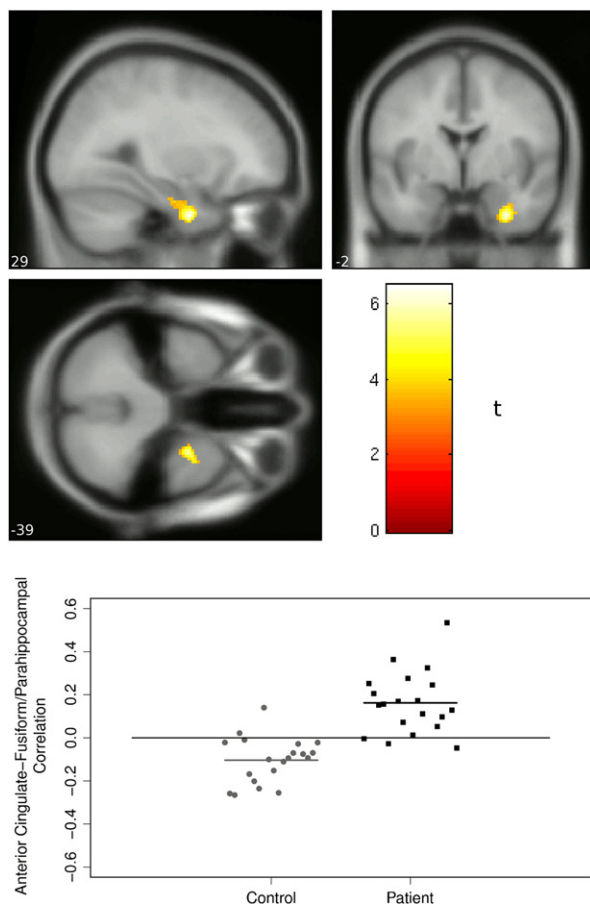 29
-2
-39
6
4
2
0
t
Anterior Cingulate–Fusiform/Parahippocampal
Correlation
0.6
0.4
0.2
0.0
-0.2
-0.4
-0.6
Control
Patient